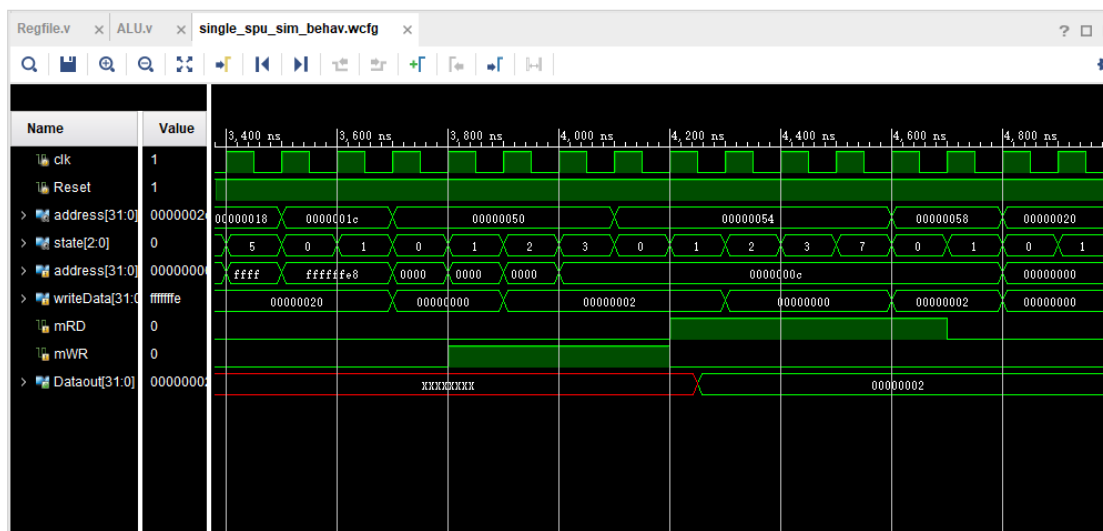 Regfile.v × ALU.v × single_spu_sim_behav.wcfg × ?
Name Value 3,400 ns 3,600 ns 3,800 ns 4,000 ns 4,200 ns 4,400 ns 4,600 ns 4,800 ns
clk 1
Reset 1
> address[31:0] 0000002 00000018 0000001c 00000050 00000054 00000058 00000020
> state[2:0] 0 5 0 1 0 1 2 3 0 1 2 3 7 0 1 0 1
> address[31:0] 00000000 ffff ffffffe8 0000 0000 0000 0000000c 00000000
> writeData[31:0 fffffffe 00000020 00000000 00000002 00000000 00000002 00000000
mRD 0
mWR 0
> Dataout[31:0] 00000002 XXXXXXXX 00000002